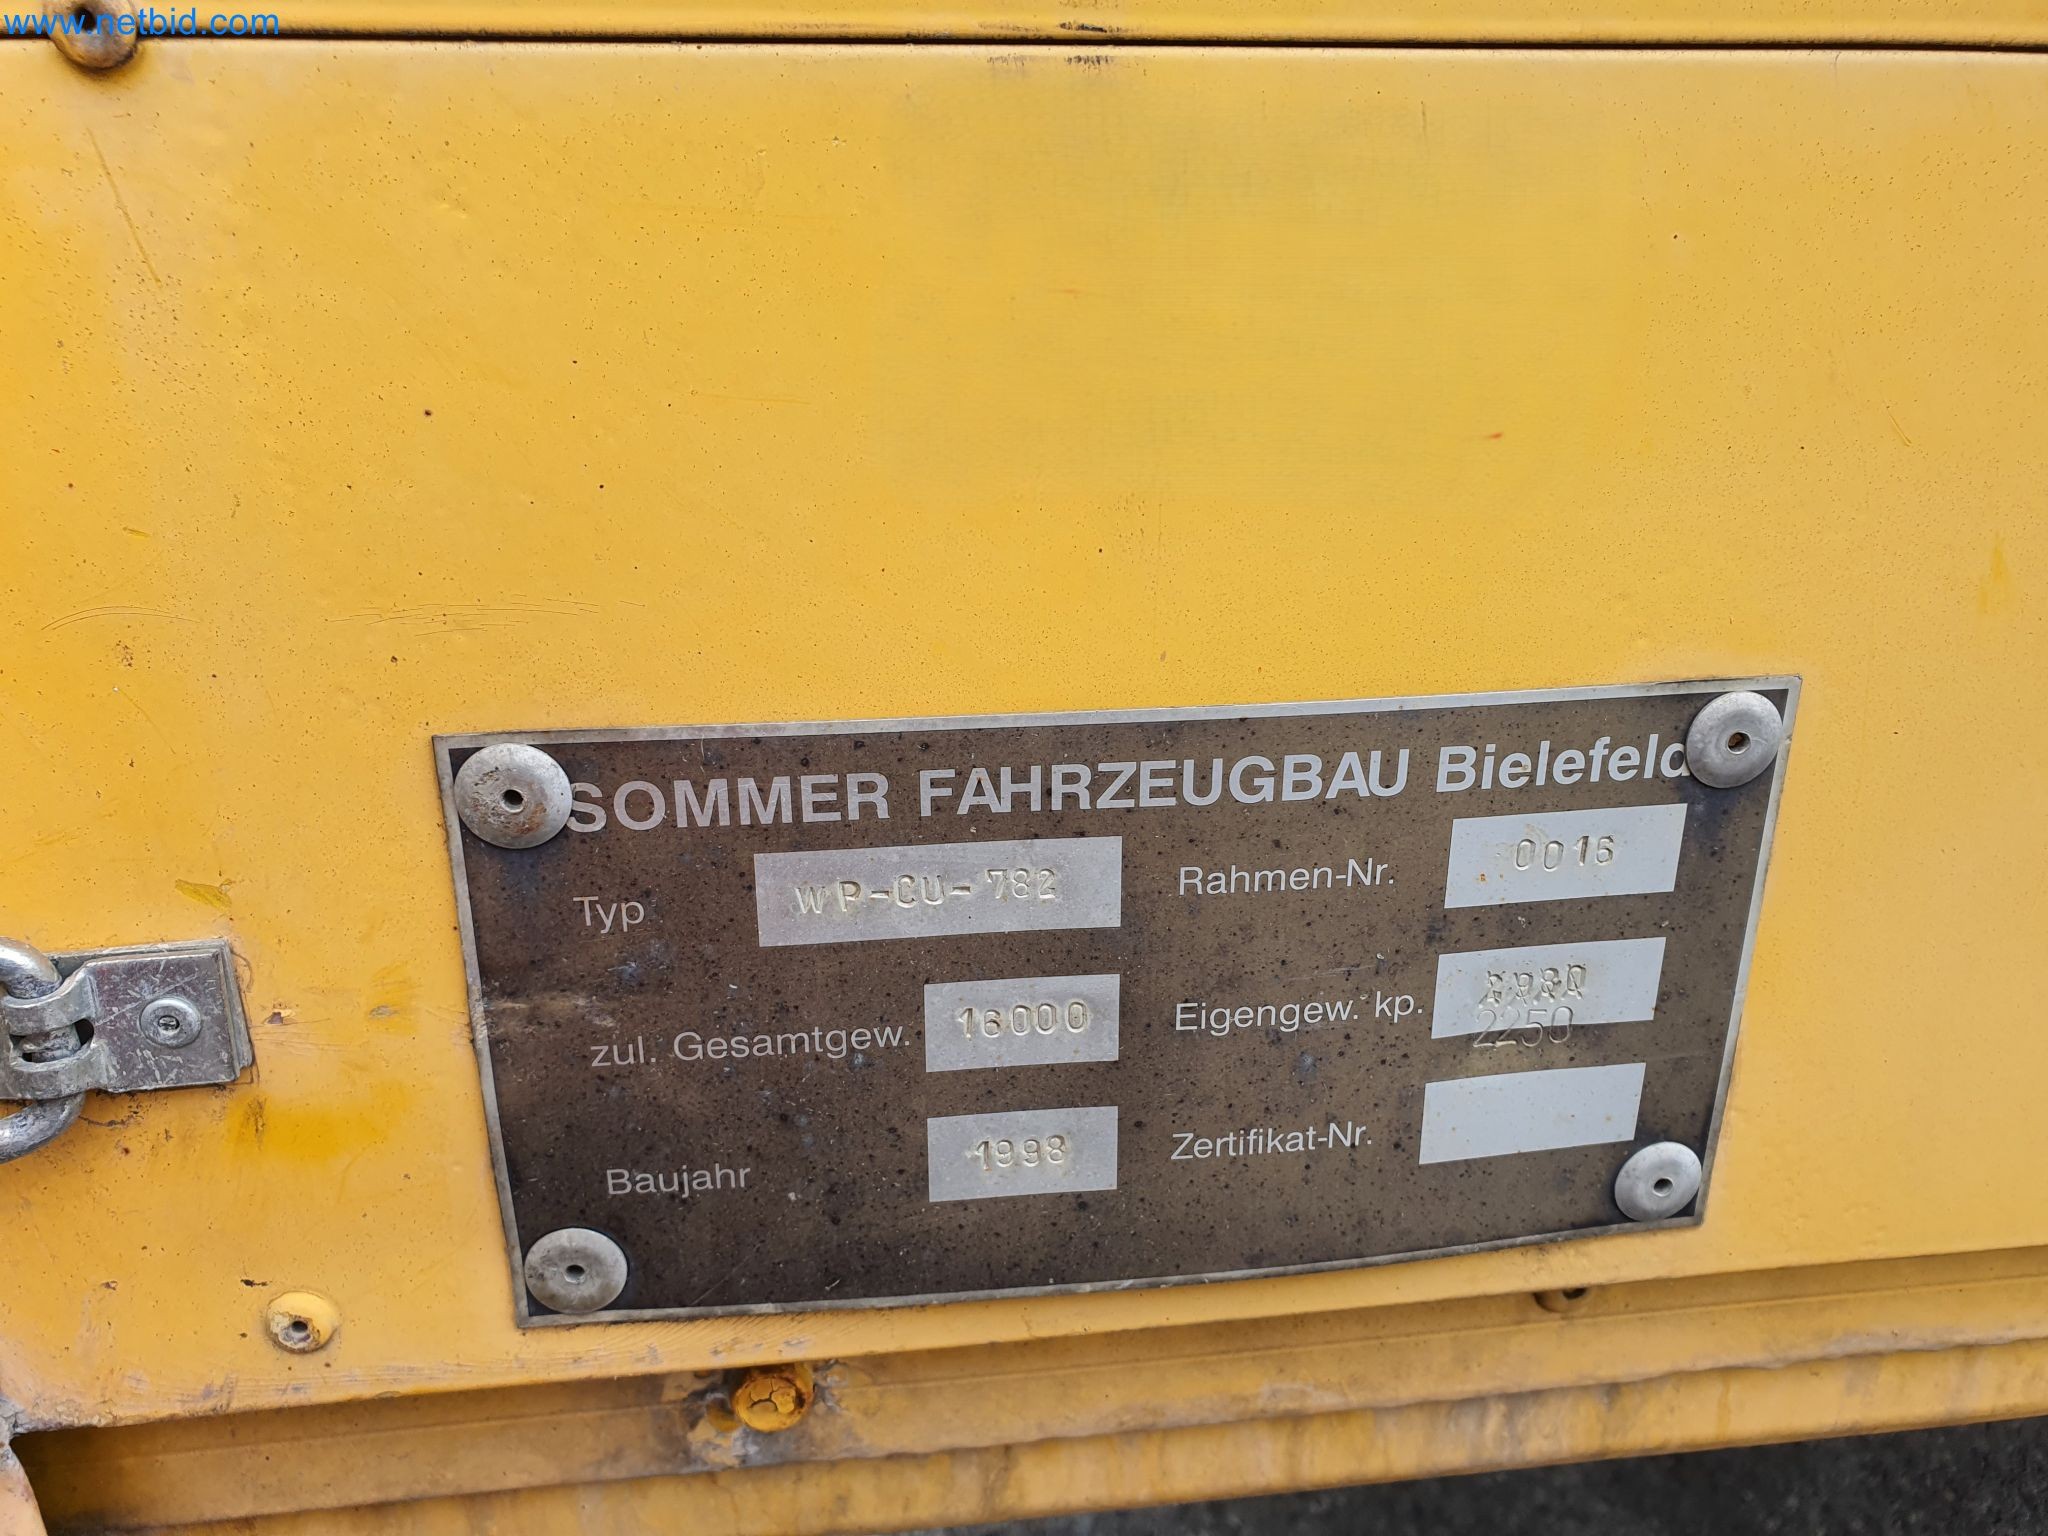 www.netbid.com
SOMMER FAHRZEUGBAU Bielefeld
Typ WP-CU-782 Rahmen-Nr. 0016
zul. Gesamtgew. 16000 Eigengew. kp.
2250
Baujahr 1998 Zertifikat-Nr.